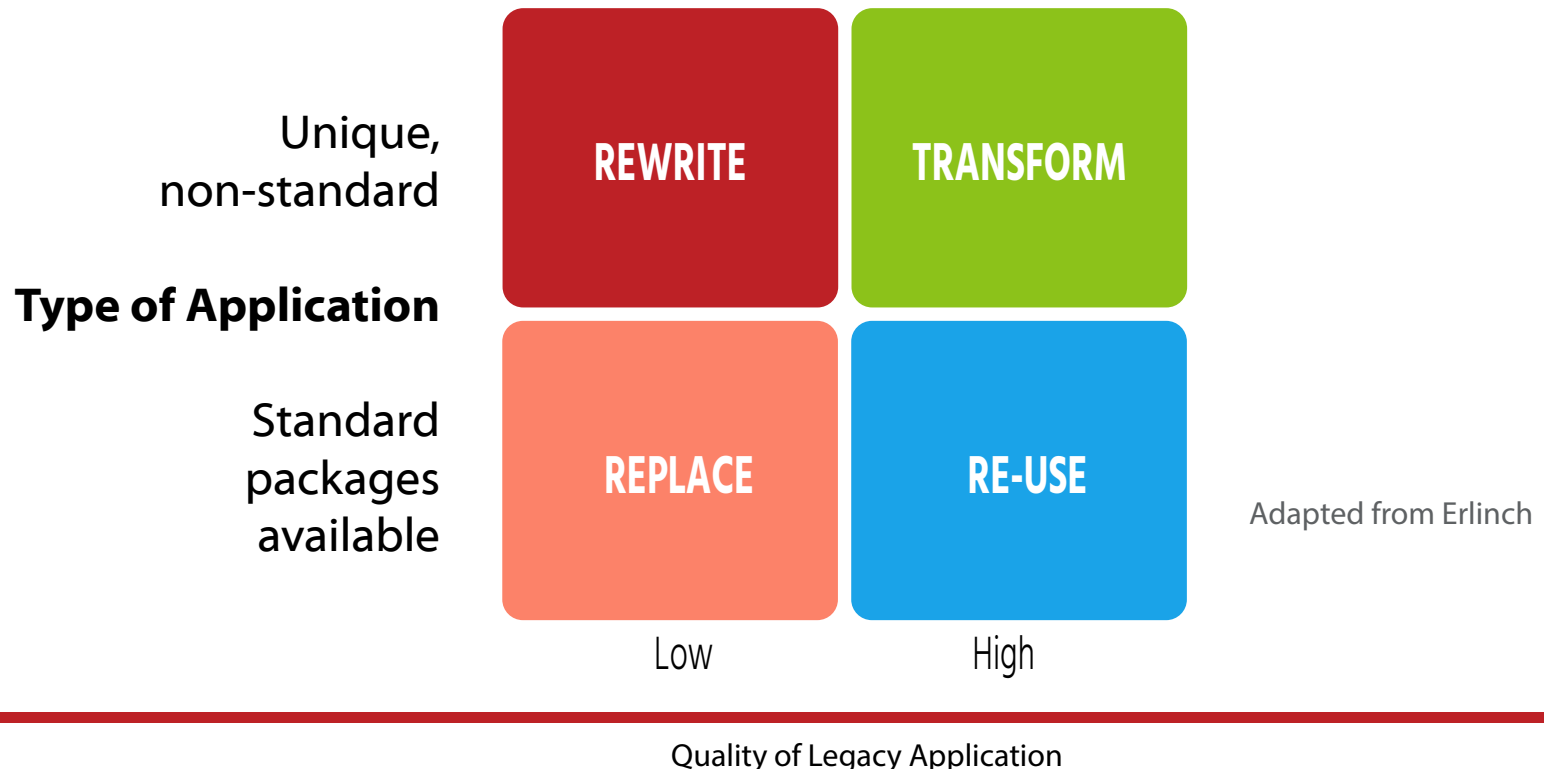 Unique,
non-standard
REWRITE
TRANSFORM
Type of Application
Standard
packages
available
REPLACE
RE-USE
Adapted from Erlinch
Low
High
Quality of Legacy Application